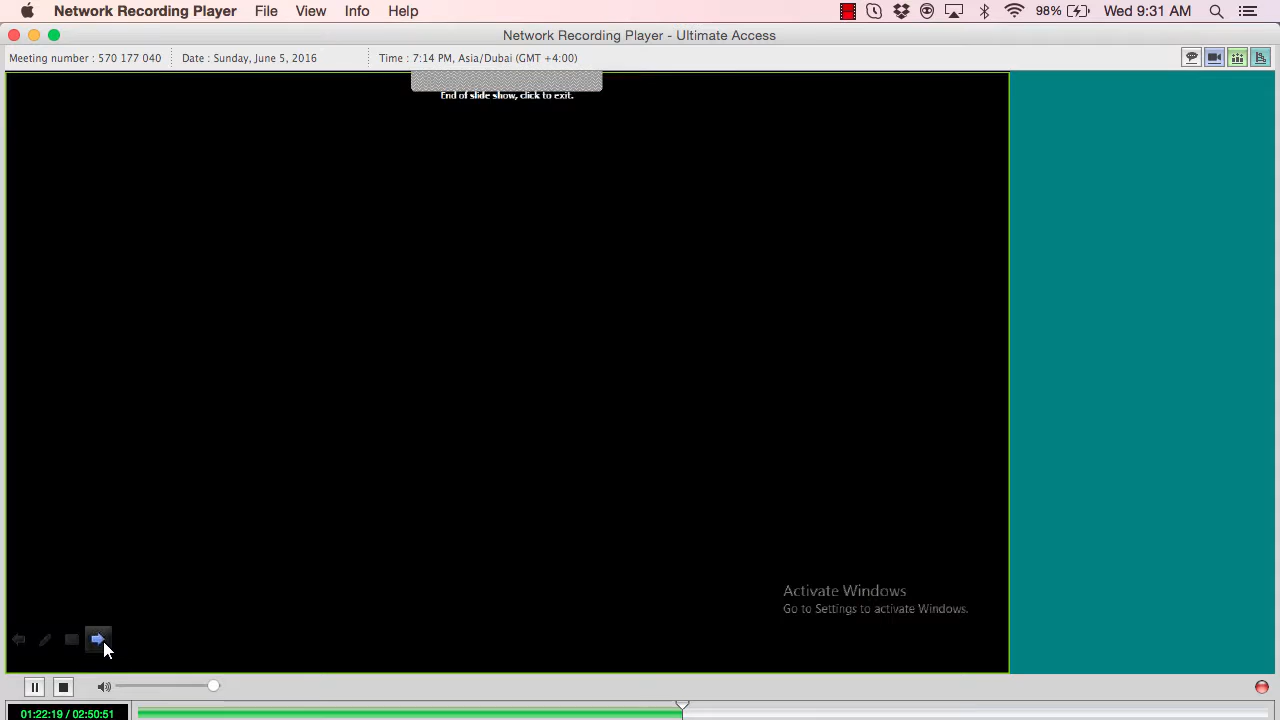 Network Recording Player File View Info Help 98% Wed 9:31 AM
Network Recording Player - Ultimate Access
Meeting number : 570 177 040 Date : Sunday, June 5, 2016 Time : 7:14 PM, Asia/Dubai(GMT +4:00)
End of slide show, click to exit.
Activate Windows
Go to Settings to activate Windows.
01:22:19 / 02:50:51